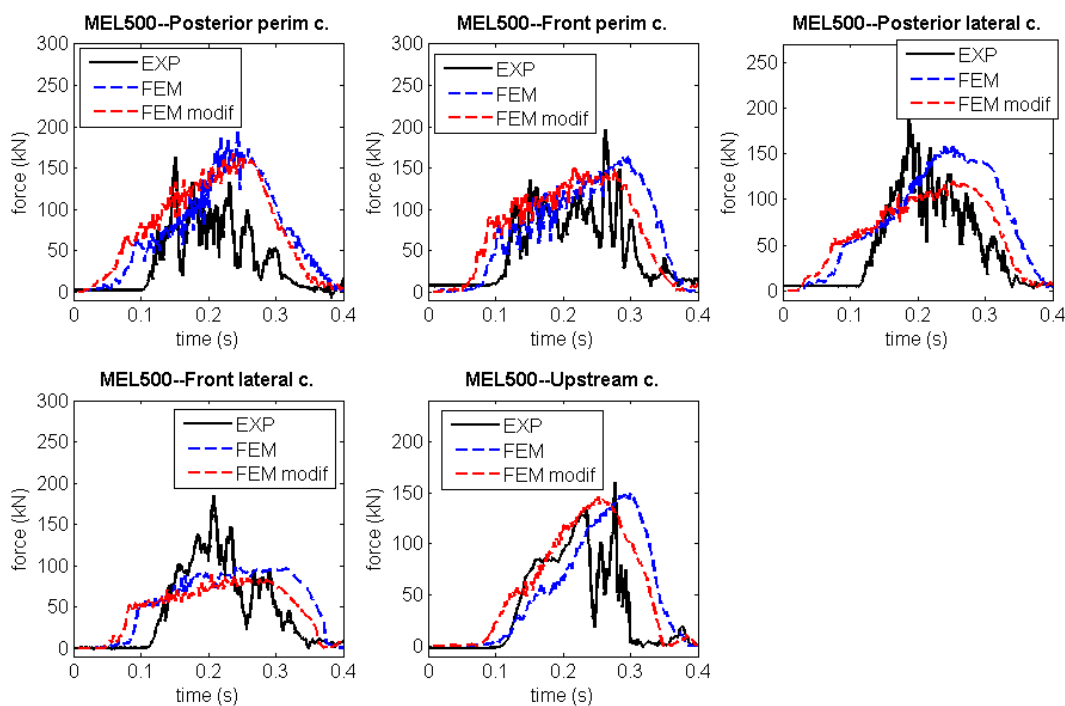 MEL500--Posterior perim c.
300
250
200
150
100
50
0
force (kN)
EXP
FEM
FEM modif
0 0.1 0.2 0.3 0.4
time (s)
MEL500--Front perim c.
300
250
200
150
100
50
0
force (kN)
EXP
FEM
FEM modif
0 0.1 0.2 0.3 0.4
time (s)
MEL500--Posterior lateral c.
250
200
150
100
50
0
force (kN)
EXP
FEM
FEM modif
0 0.1 0.2 0.3 0.4
time (s)
MEL500--Front lateral c.
300
250
200
150
100
50
0
force (kN)
EXP
FEM
FEM modif
0 0.1 0.2 0.3 0.4
time (s)
MEL500--Upstream c.
200
150
100
50
0
force (kN)
EXP
FEM
FEM modif
0 0.1 0.2 0.3 0.4
time (s)